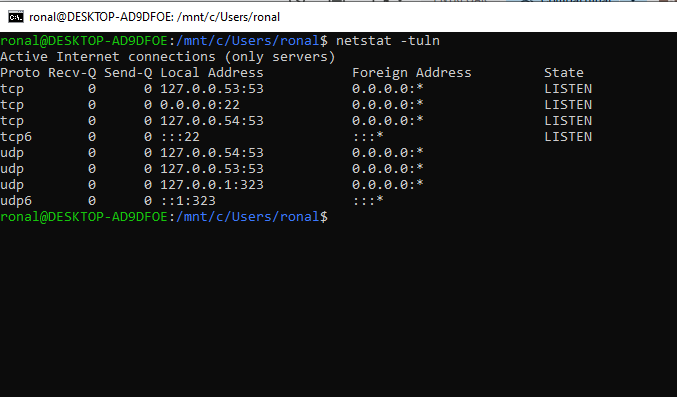 ronal@DESKTOP-AD9DFOE: /mnt/c/Users/ronal
ronal@DESKTOP-AD9DFOE:/mnt/c/Users/ronal$ netstat -tuln
Active Internet connections (only servers)
Proto Recv-Q Send-Q Local Address           Foreign Address         State
tcp        0      0 127.0.0.53:53           0.0.0.0:*               LISTEN
tcp        0      0 0.0.0.0:22              0.0.0.0:*               LISTEN
tcp        0      0 127.0.0.54:53           0.0.0.0:*               LISTEN
tcp6       0      0 :::22                   :::*                    LISTEN
udp        0      0 127.0.0.54:53           0.0.0.0:*
udp        0      0 127.0.0.53:53           0.0.0.0:*
udp        0      0 127.0.0.1:323           0.0.0.0:*
udp6       0      0 ::1:323                 :::*
ronal@DESKTOP-AD9DFOE:/mnt/c/Users/ronal$